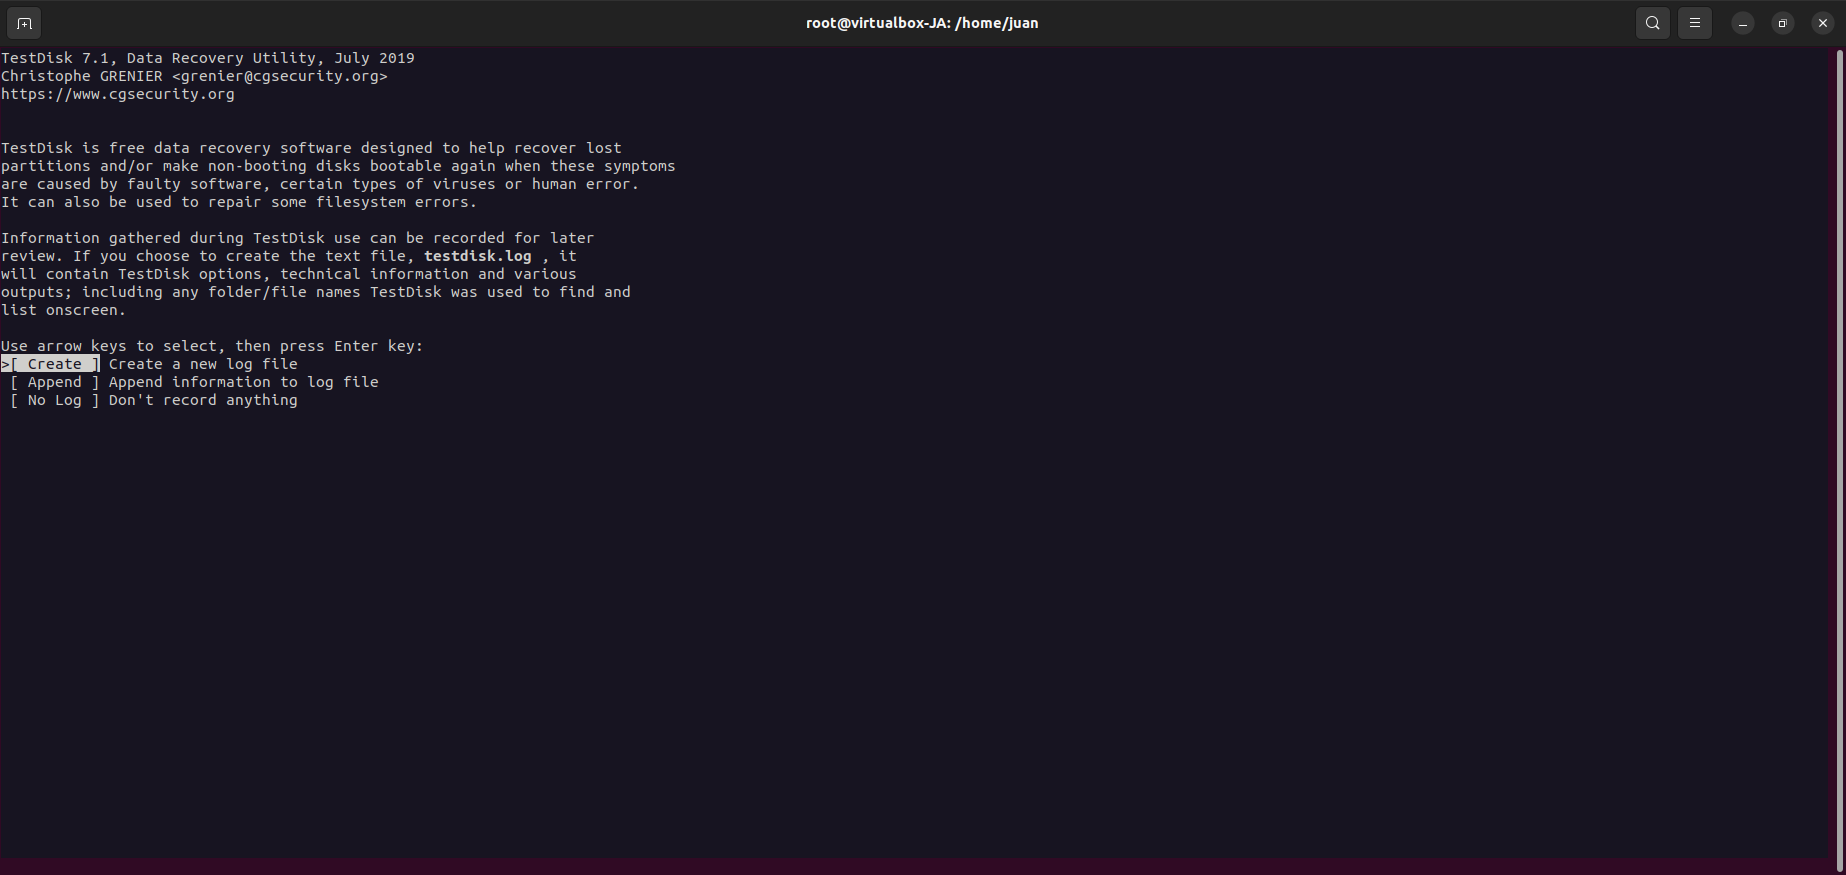 root@virtualbox-JA: /home/juan
TestDisk 7.1, Data Recovery Utility, July 2019
Christophe GRENIER <grenier@cgsecurity.org>
https://www.cgsecurity.org
TestDisk is free data recovery software designed to help recover lost
partitions and/or make non-booting disks bootable again when these symptoms
are caused by faulty software, certain types of viruses or human error.
It can also be used to repair some filesystem errors.
Information gathered during TestDisk use can be recorded for later
review. If you choose to create the text file, testdisk.log , it
will contain TestDisk options, technical information and various
outputs; including any folder/file names TestDisk was used to find and
list onscreen.
Use arrow keys to select, then press Enter key:
>[ Create ] Create a new log file
[ Append ] Append information to log file
[ No Log ] Don't record anything